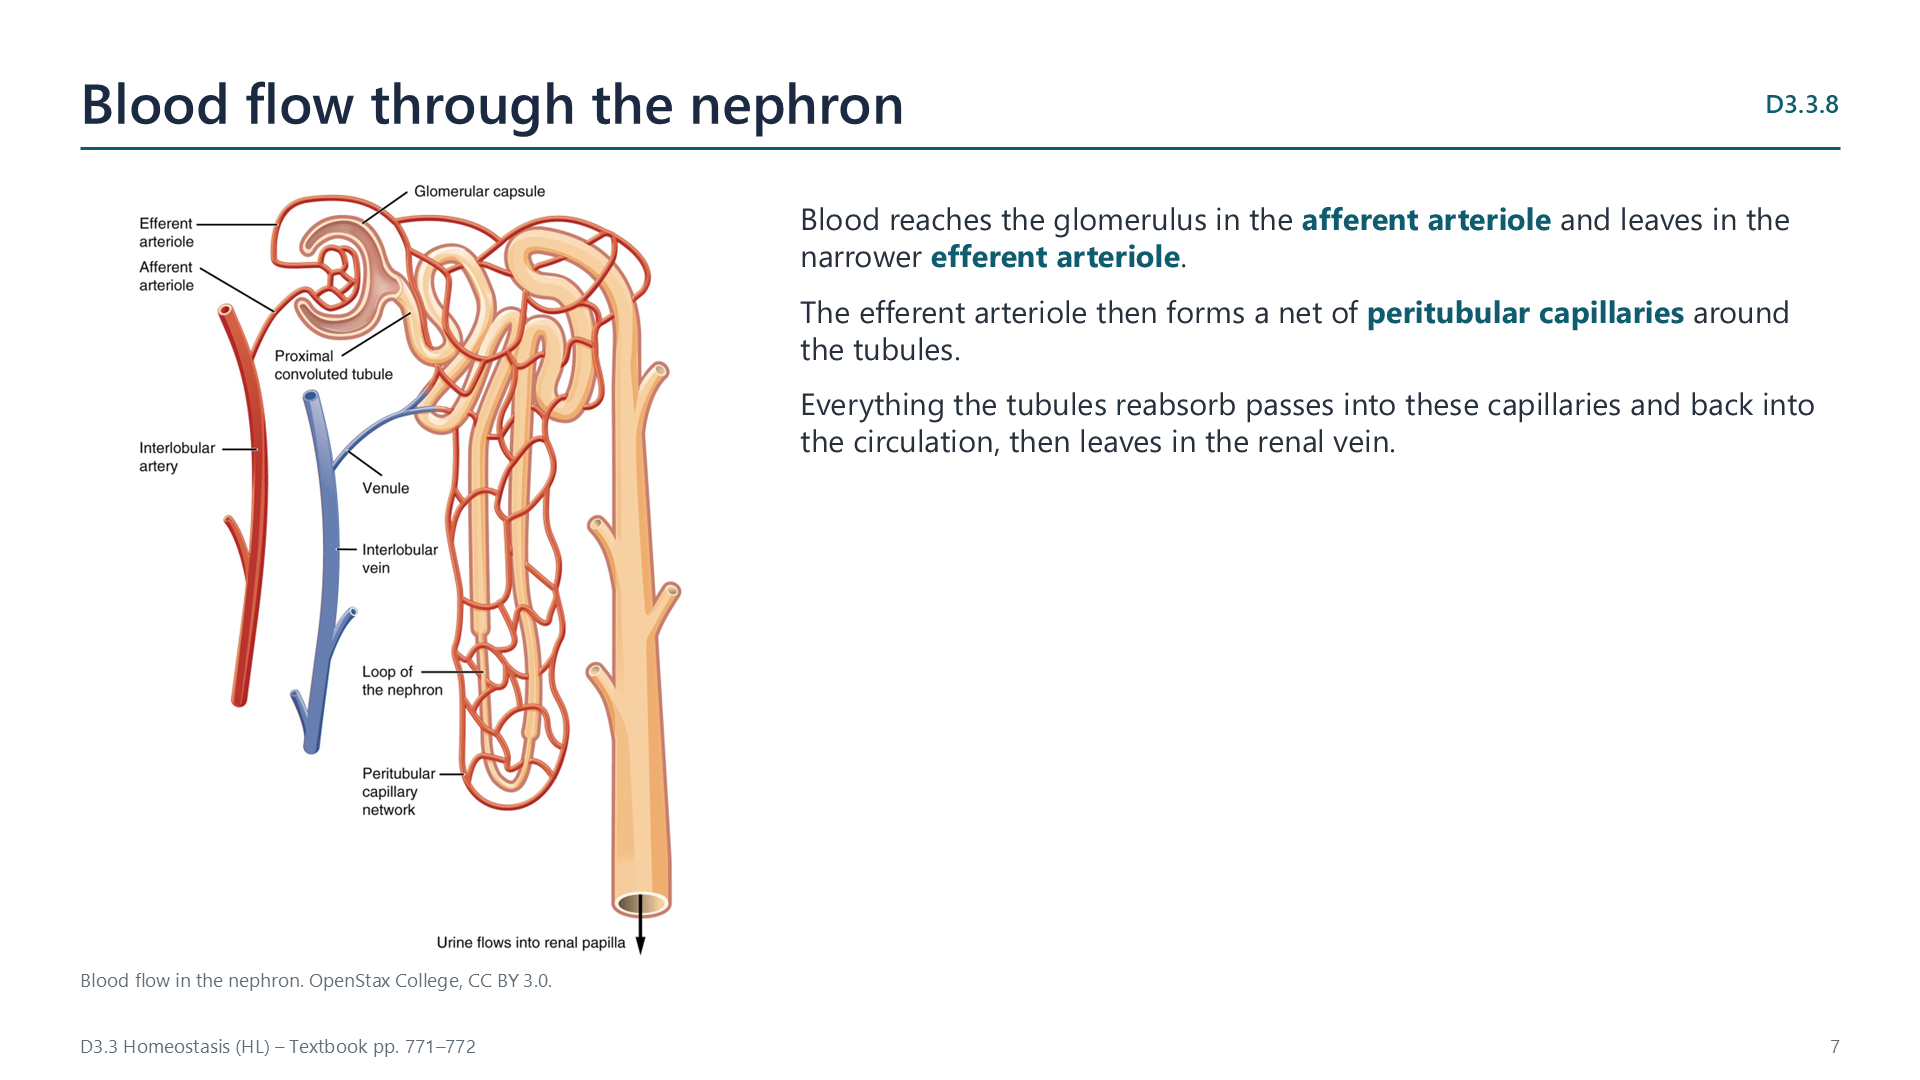 Blood flow through the nephron
D3.3.8
Glomerular capsule
Efferent
arteriole
Afferent
arteriole
Proximal
convoluted tubule
Interlobular
artery
Venule
Interlobular
vein
Loop of
the nephron
Peritubular
capillary
network
Urine flows into renal papilla
Blood flow in the nephron. OpenStax College, CC BY 3.0.
Blood reaches the glomerulus in the afferent arteriole and leaves in the
narrower efferent arteriole.
The efferent arteriole then forms a net of peritubular capillaries around
the tubules.
Everything the tubules reabsorb passes into these capillaries and back into
the circulation, then leaves in the renal vein.
D3.3 Homeostasis (HL) – Textbook pp. 771–772
7